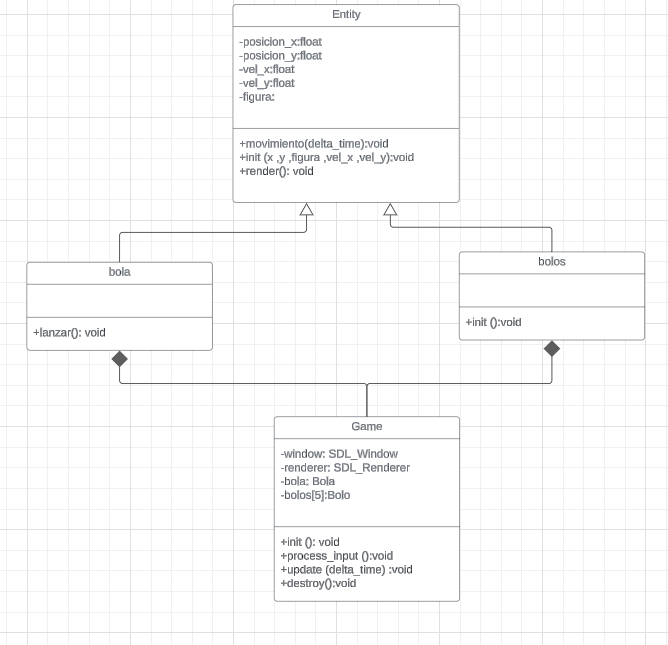 Entity
-posicion_x:float
-posicion_y:float
-vel_x:float
-vel_y:float
-figura:
+movimiento(delta_time):void
+init (x ,y ,figura ,vel_x ,vel_y):void
+render(): void
bola
+lanzar(): void
bolos
+init ():void
Game
-window: SDL_Window
-renderer: SDL_Renderer
-bola: Bola
-bolos[5]:Bolo
+init (): void
+process_input ():void
+update (delta_time) :void
+destroy():void